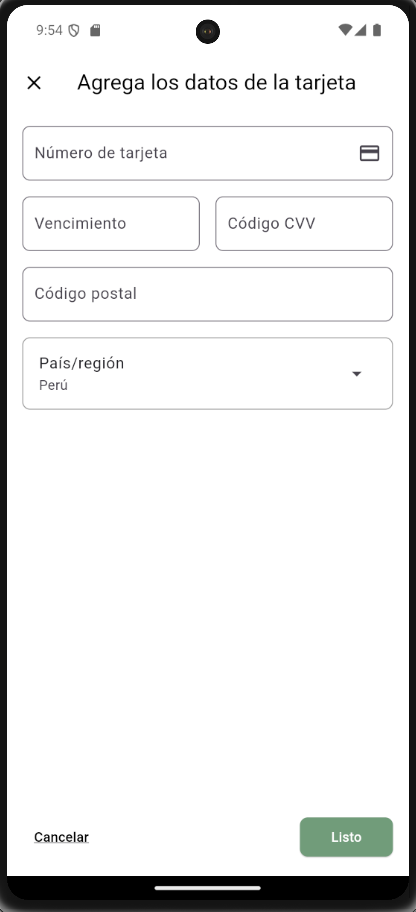 9:54
Agrega los datos de la tarjeta
Número de tarjeta
Vencimiento
Código CVV
Código postal
País/región
Perú
Cancelar
Listo